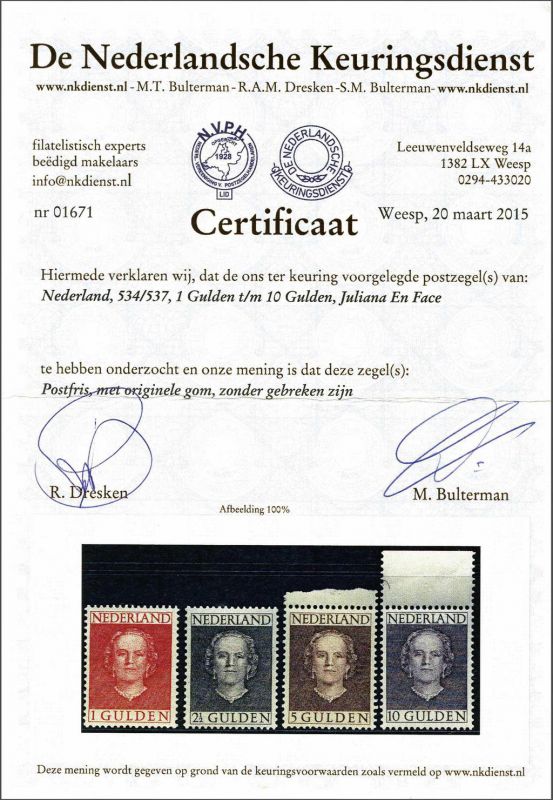 De Nederlandsche Keuringsdienst
www.nkdienst.nl - M.T. Bulterman - R.A.M. Dresken - S.M. Bulterman - www.nkdienst.nl
filatelistisch experts
beëdigd makelaars
info@nkdienst.nl
N.V.P.H.
OPGERICHT
1928
LID
DE NEDERLANDSCHE
KEURINGSDIENST
Leeuwenveldseweg 14a
1382 LX Weesp
0294-433020
nr 01671
Certificaat
Weesp, 20 maart 2015
Hiermede verklaren wij, dat de ons ter keuring voorgelegde postzegel(s) van:
Nederland, 534/537, 1 Gulden t/m 10 Gulden, Juliana En Face
te hebben onderzocht en onze mening is dat deze zegel(s):
Postfris, met originele gom, zonder gebreken zijn
R. Dresken
M. Bulterman
Afbeelding 100%
NEDERLAND
1 GULDEN
NEDERLAND
2½ GULDEN
NEDERLAND
5 GULDEN
NEDERLAND
10 GULDEN
Deze mening wordt gegeven op grond van de keuringsvoorwaarden zoals vermeld op www.nkdienst.nl